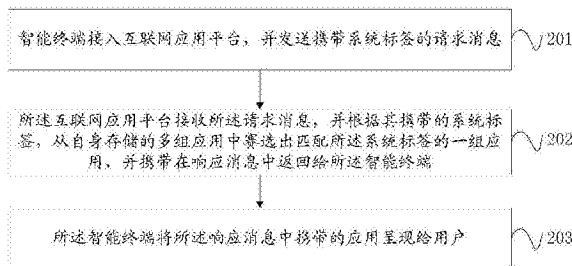 智能终端接入互联网应用平台，并发送携带系统标签的请求消息
201
所述互联网应用平台接收所述请求消息，并根据其携带的系统标
签，从自身存储的多组应用中赛选出匹配所述系统标签的一组应
用，并携带在响应消息中返回给所述智能终端
202
所述智能终端将所述响应消息中携带的应用呈现给用户
203